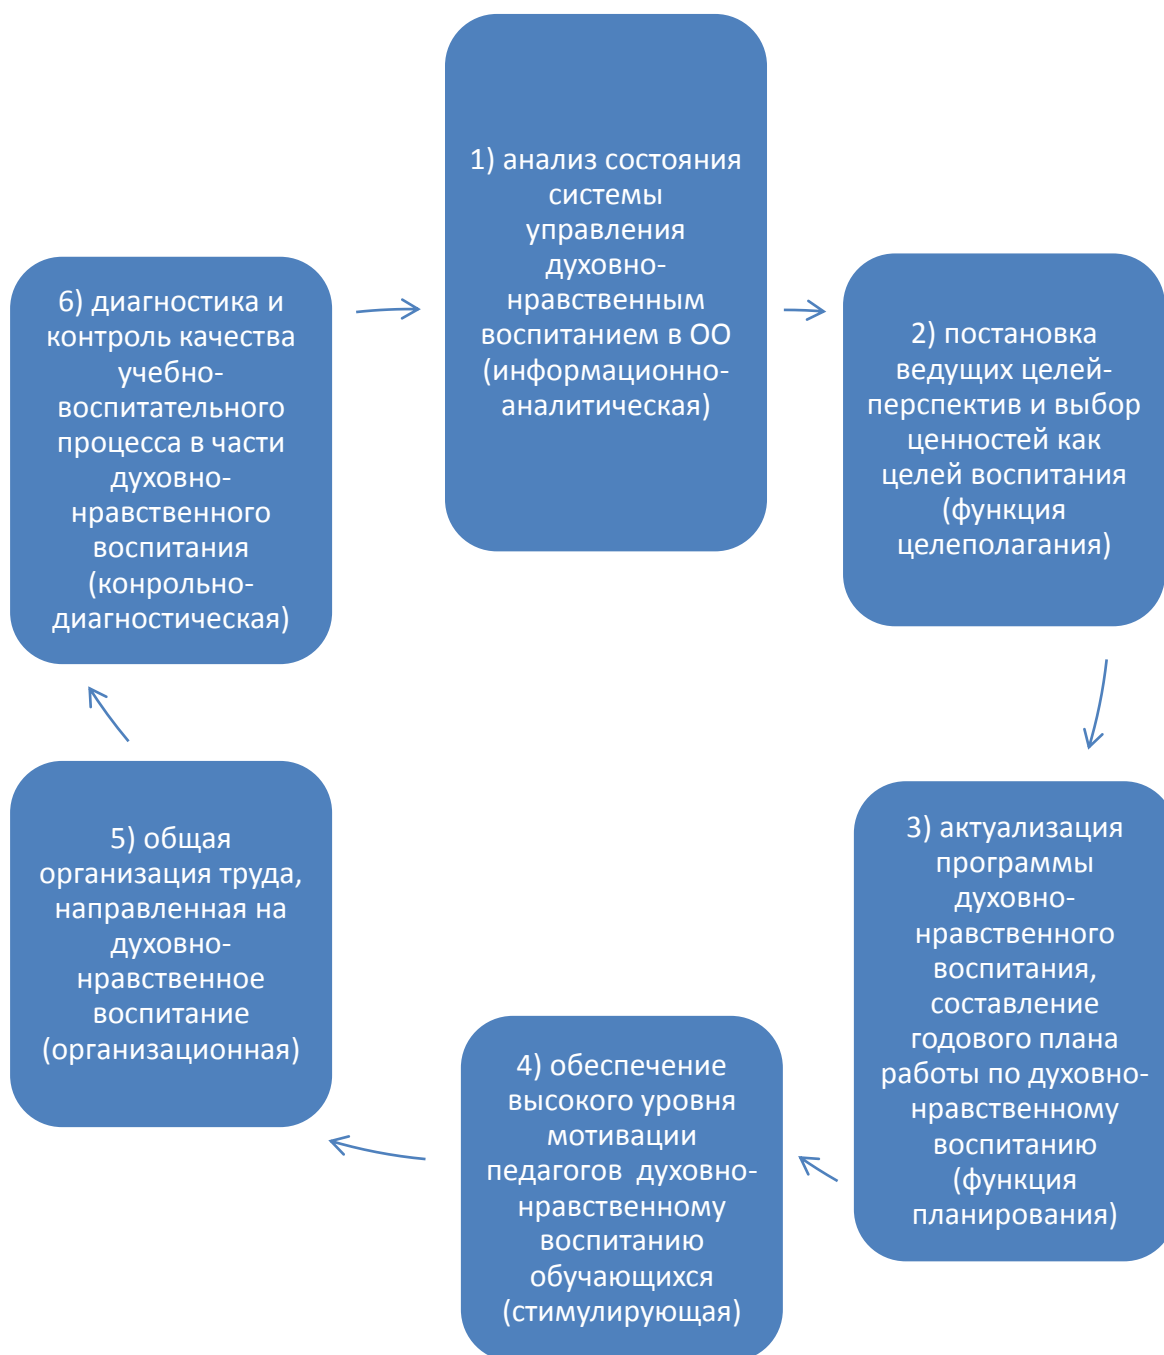 1) анализ состояния
системы
управления
духовно-
нравственным
воспитанием в ОО
(информационно-
аналитическая)
2) постановка
ведущих целей-
перспектив и выбор
ценностей как
целей воспитания
(функция
целеполагания)
3) актуализация
программы
духовно-
нравственного
воспитания,
составление
годового плана
работы по духовно-
нравственному
воспитанию
(функция
планирования)
4) обеспечение
высокого уровня
мотивации
педагогов  духовно-
нравственному
воспитанию
обучающихся
(стимулирующая)
5) общая
организация труда,
направленная на
духовно-
нравственное
воспитание
(организационная)
6) диагностика и
контроль качества
учебно-
воспитательного
процесса в части
духовно-
нравственного
воспитания
(конрольно-
диагностическая)